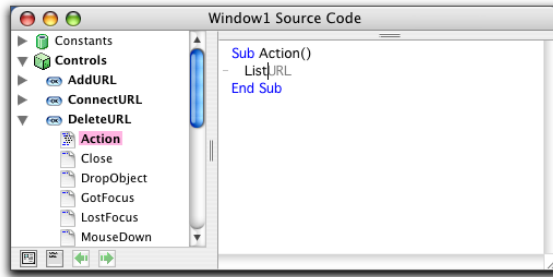 Window1 Source Code
Constants
Controls
AddURL
ConnectURL
DeleteURL
Action
Close
DropObject
GotFocus
LostFocus
MouseDown
Sub Action()
ListURL
End Sub